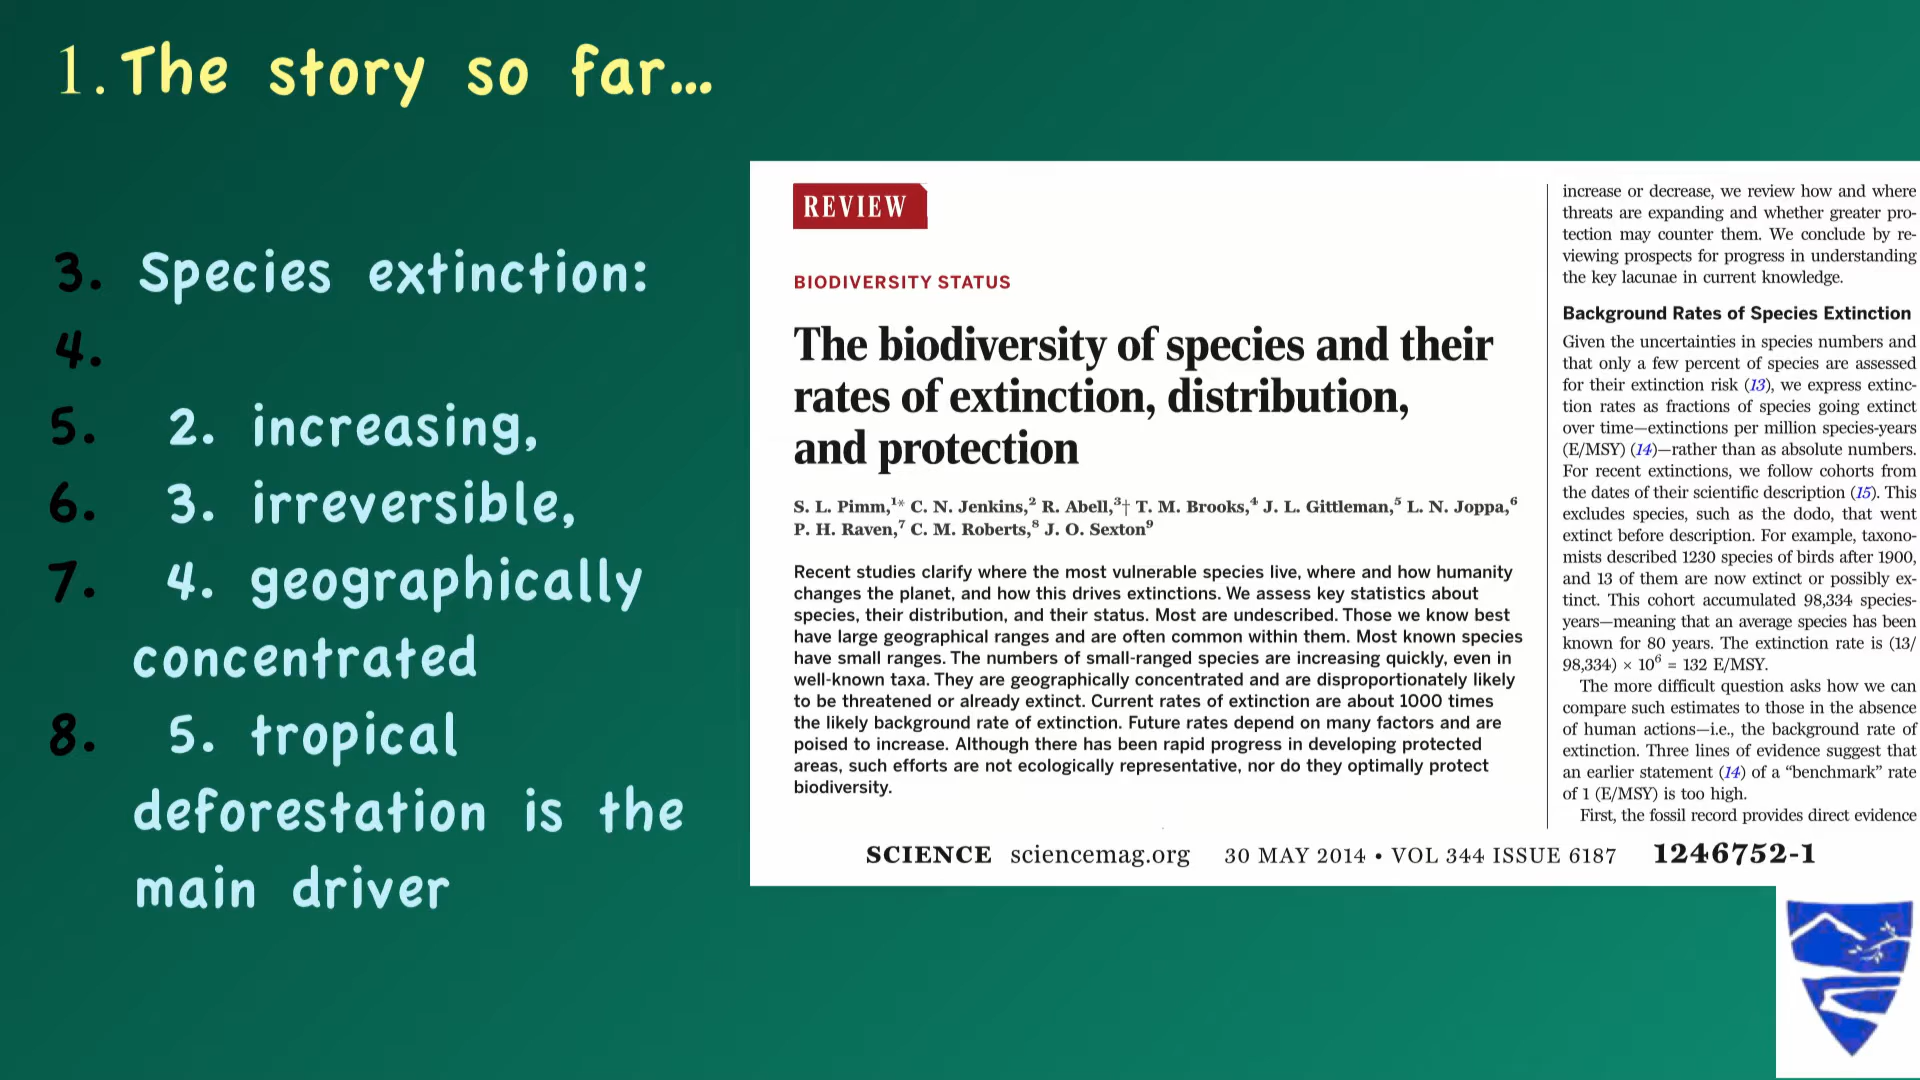 1. The story so far...
3. Species extinction:
4.
5. 2. increasing,
6. 3. irreversible,
7. 4. geographically
concentrated
8. 5. tropical
deforestation is the
main driver
REVIEW
BIODIVERSITY STATUS
The biodiversity of species and their
rates of extinction, distribution,
and protection
S. L. Pimm,¹* C. N. Jenkins,² R. Abell,³† T. M. Brooks,⁴ J. L. Gittleman,⁵ L. N. Joppa,⁶
P. H. Raven,⁷ C. M. Roberts,⁸ J. O. Sexton⁹
Recent studies clarify where the most vulnerable species live, where and how humanity
changes the planet, and how this drives extinctions. We assess key statistics about
species, their distribution, and their status. Most are undescribed. Those we know best
have large geographical ranges and are often common within them. Most known species
have small ranges. The numbers of small-ranged species are increasing quickly, even in
well-known taxa. They are geographically concentrated and are disproportionately likely
to be threatened or already extinct. Current rates of extinction are about 1000 times
the likely background rate of extinction. Future rates depend on many factors and are
poised to increase. Although there has been rapid progress in developing protected
areas, such efforts are not ecologically representative, nor do they optimally protect
biodiversity.
increase or decrease, we review how and where
threats are expanding and whether greater pro-
tection may counter them. We conclude by re-
viewing prospects for progress in understanding
the key lacunae in current knowledge.
Background Rates of Species Extinction
Given the uncertainties in species numbers and
that only a few percent of species are assessed
for their extinction risk (13), we express extinc-
tion rates as fractions of species going extinct
over time—extinctions per million species-years
(E/MSY) (14)—rather than as absolute numbers.
For recent extinctions, we follow cohorts from
the dates of their scientific description (15). This
excludes species, such as the dodo, that went
extinct before description. For example, taxono-
mists described 1230 species of birds after 1900,
and 13 of them are now extinct or possibly ex-
tinct. This cohort accumulated 98,334 species-
years—meaning that an average species has been
known for 80 years. The extinction rate is (13/
98,334) × 10⁶ = 132 E/MSY.
The more difficult question asks how we can
compare such estimates to those in the absence
of human actions—i.e., the background rate of
extinction. Three lines of evidence suggest that
an earlier statement (14) of a “benchmark” rate
of 1 (E/MSY) is too high.
First, the fossil record provides direct evidence
SCIENCE sciencemag.org 30 MAY 2014 • VOL 344 ISSUE 6187 1246752-1